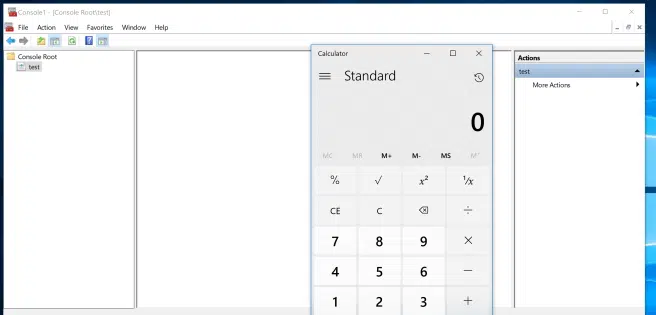 Console1 - [Console Root\test]
File Action View Favorites Window Help
Console Root
test
Calculator
Standard
0
MC MR M+ M- MS M˅
% √ x² ¹/x
CE C ÷
7 8 9 ×
4 5 6 −
1 2 3 +
Actions
test
More Actions